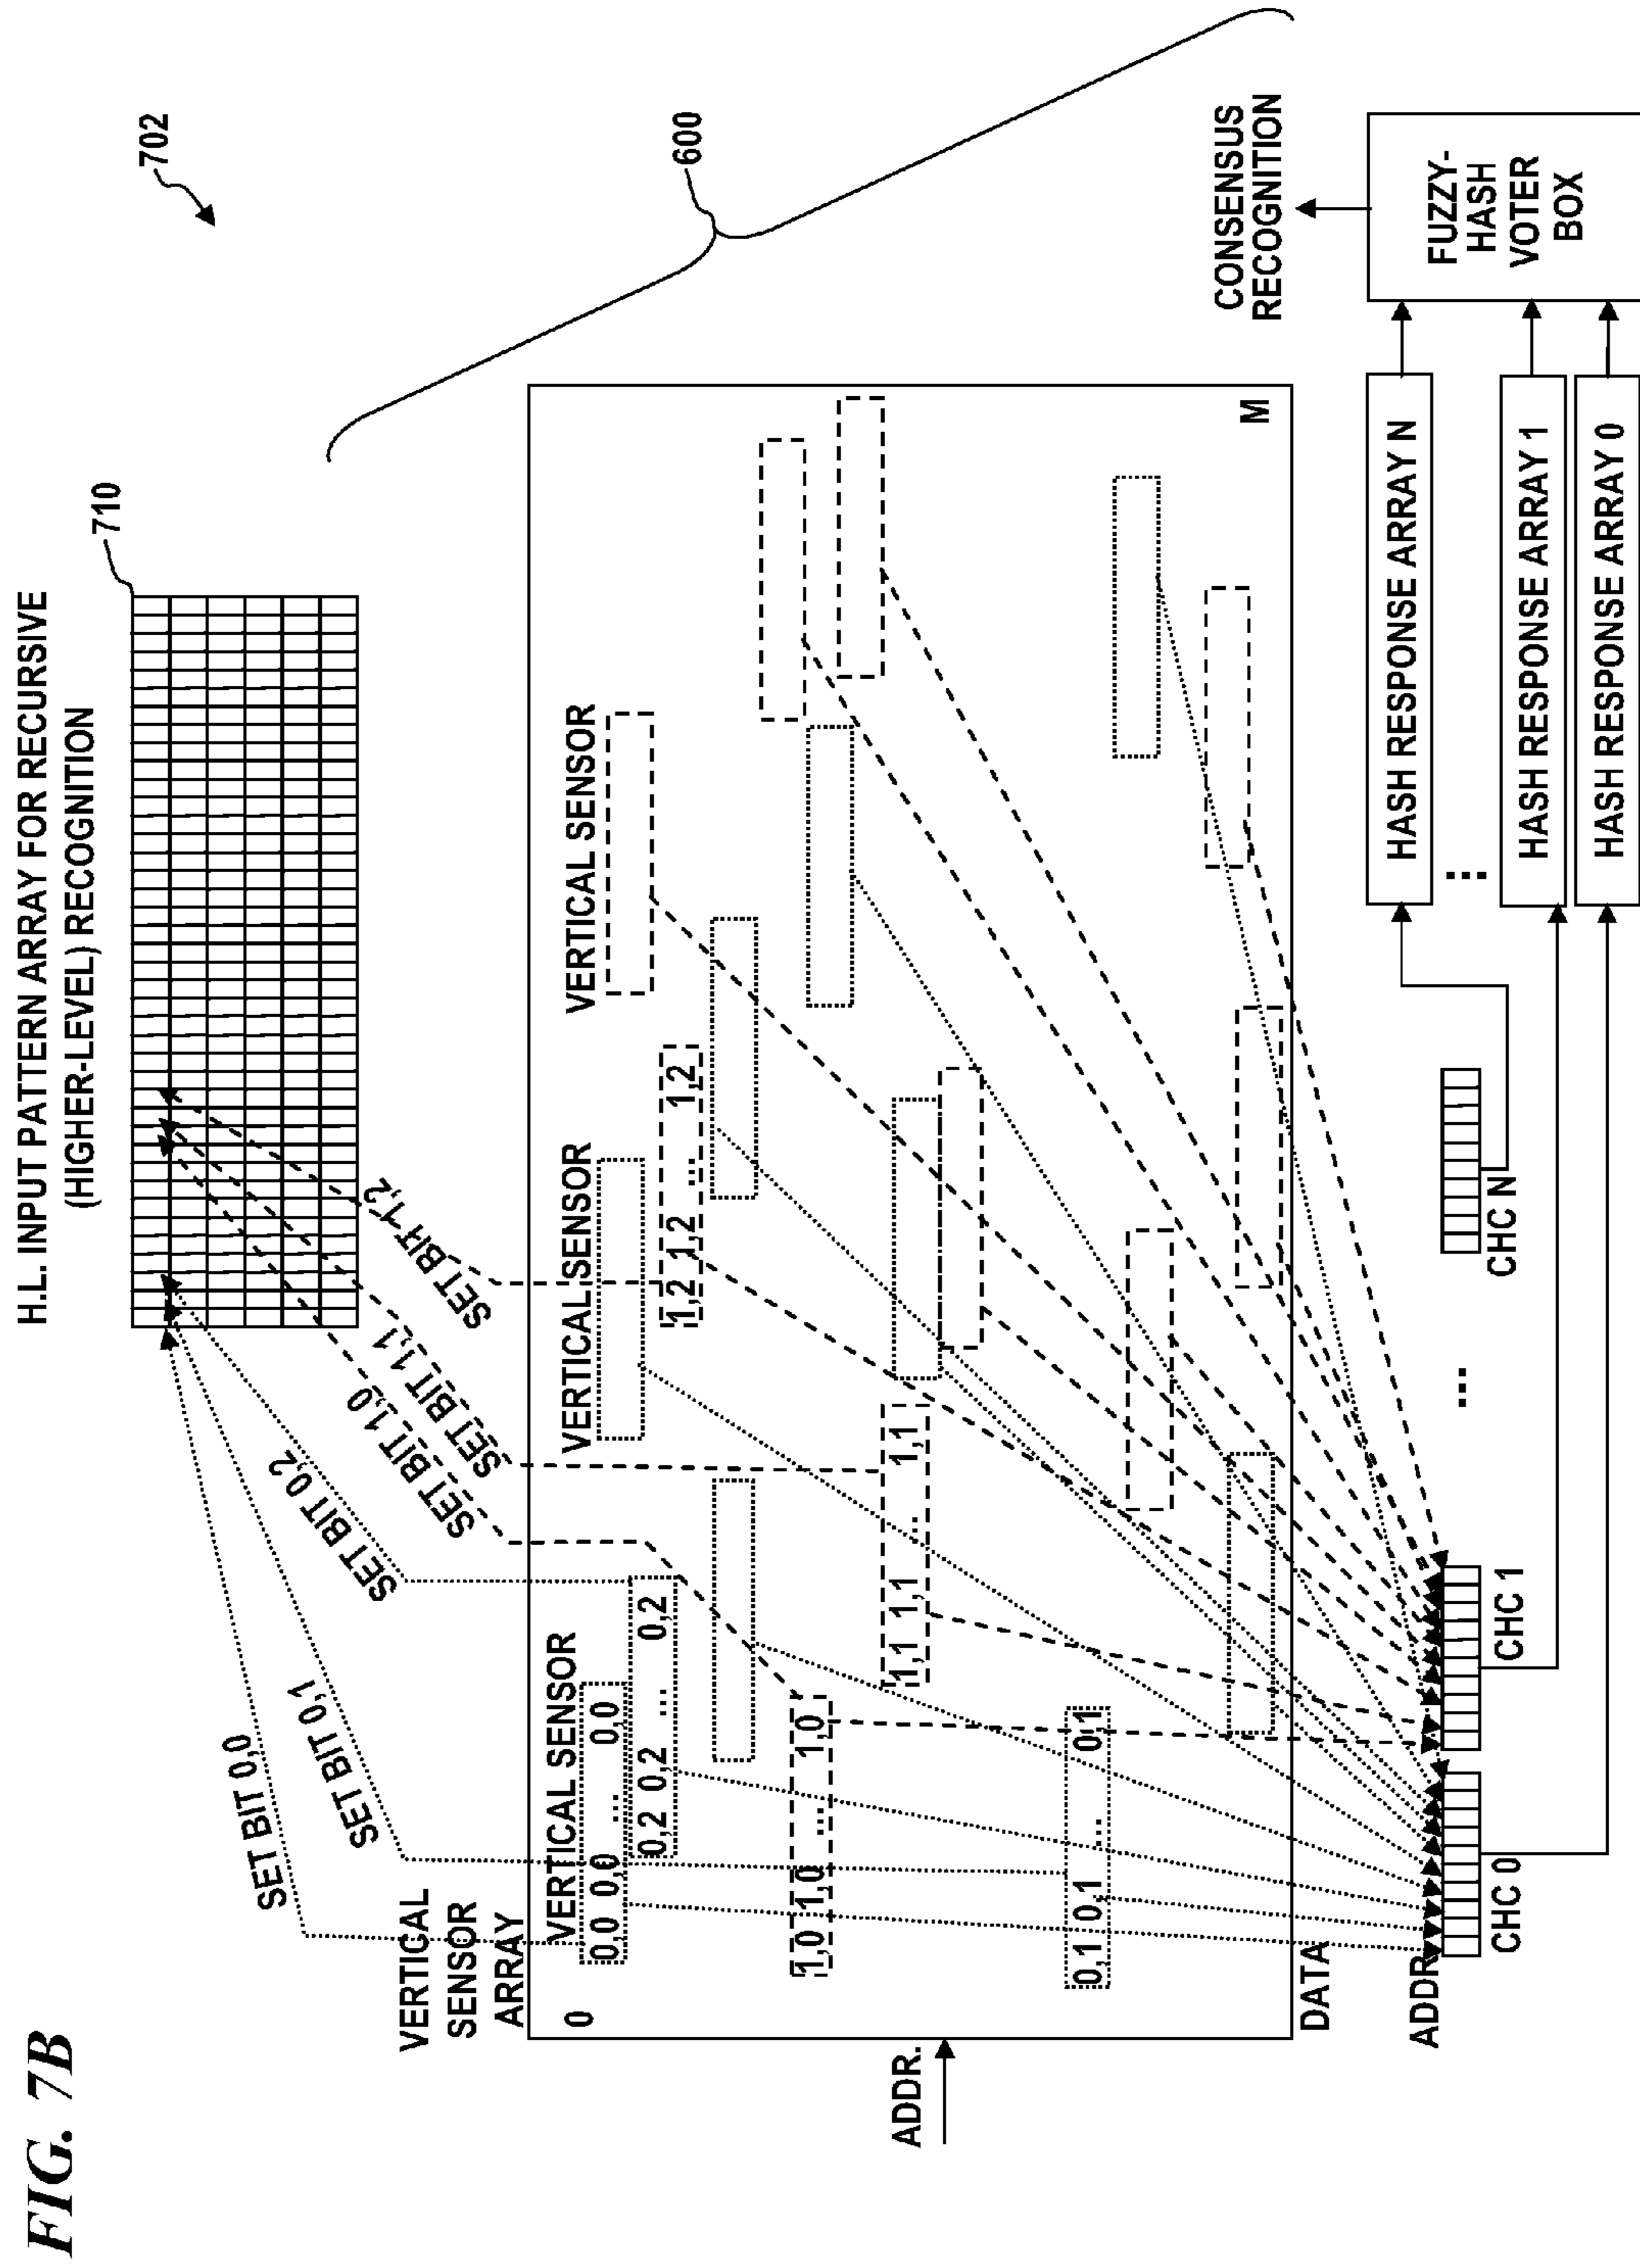 FIG. 7B
H.L. INPUT PATTERN ARRAY FOR RECURSIVE
(HIGHER-LEVEL) RECOGNITION
710
702
SET BIT 0,0
SET BIT 0,1
SET BIT 0,2
SET BIT 1,0
SET BIT 1,1
SET BIT 1,2
600
VERTICAL
SENSOR
ARRAY
0
VERTICAL SENSOR
VERTICAL SENSOR
VERTICAL SENSOR
0,0 0,0 ... 0,0
0,2 0,2 ... 0,2
1,2 1,2 ... 1,2
1,0 1,0 ... 1,0
1,1 1,1 ... 1,1
0,1 0,1 ... 0,1
M
ADDR.
DATA
ADDR.
CHC 0
CHC 1
...
CHC N
HASH RESPONSE ARRAY N
...
HASH RESPONSE ARRAY 1
HASH RESPONSE ARRAY 0
CONSENSUS
RECOGNITION
FUZZY-
HASH
VOTER
BOX